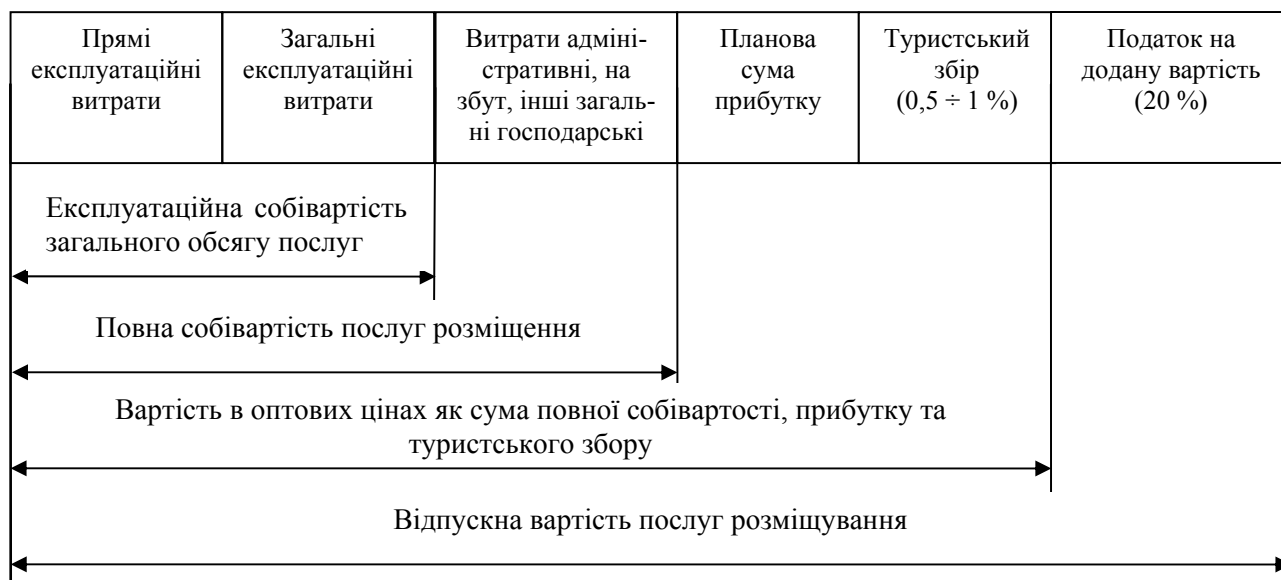 Прямі
експлуатаційні
витрати
Загальні
експлуатаційні
витрати
Витрати адміні-
стративні, на
збут, інші загаль-
ні господарські
Планова
сума
прибутку
Туристський
збір
(0,5 ÷ 1 %)
Податок на
додану вартість
(20 %)
Експлуатаційна собівартість
загального обсягу послуг
Повна собівартість послуг розміщення
Вартість в оптових цінах як сума повної собівартості, прибутку та
туристського збору
Відпускна вартість послуг розміщування